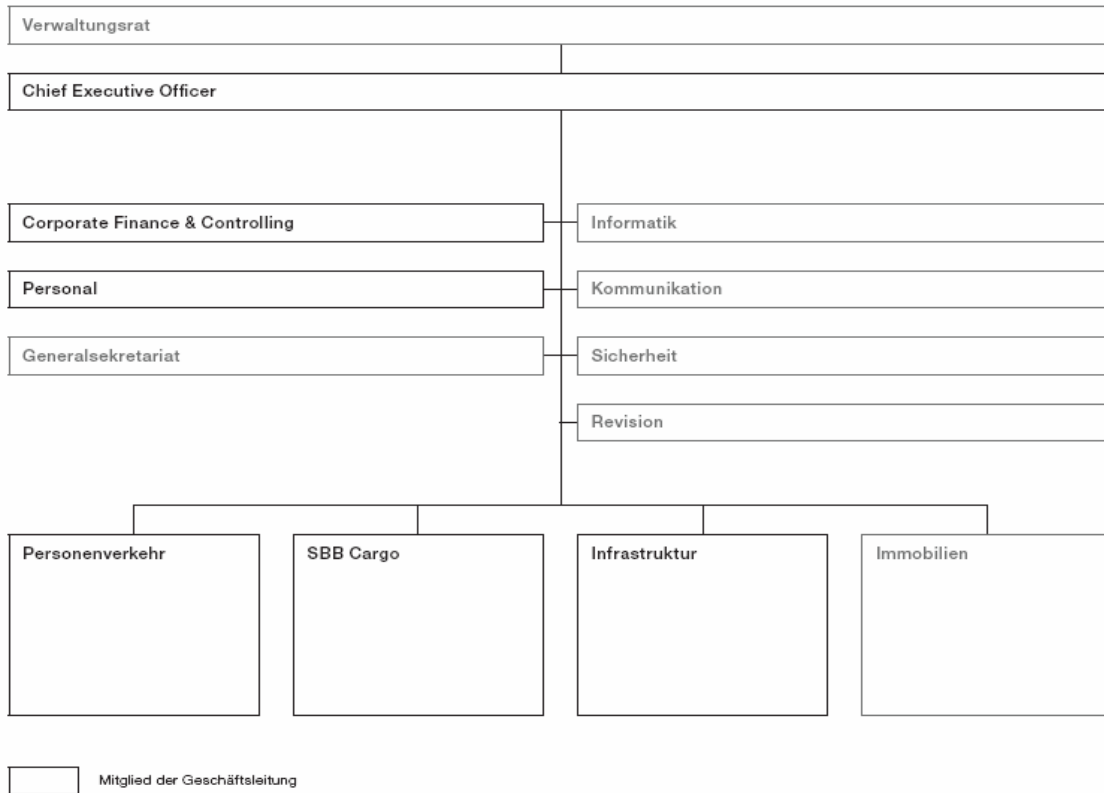 Verwaltungsrat
Chief Executive Officer
Corporate Finance & Controlling
Informatik
Personal
Kommunikation
Generalsekretariat
Sicherheit
Revision
Personenverkehr
SBB Cargo
Infrastruktur
Immobilien
Mitglied der Geschäftsleitung